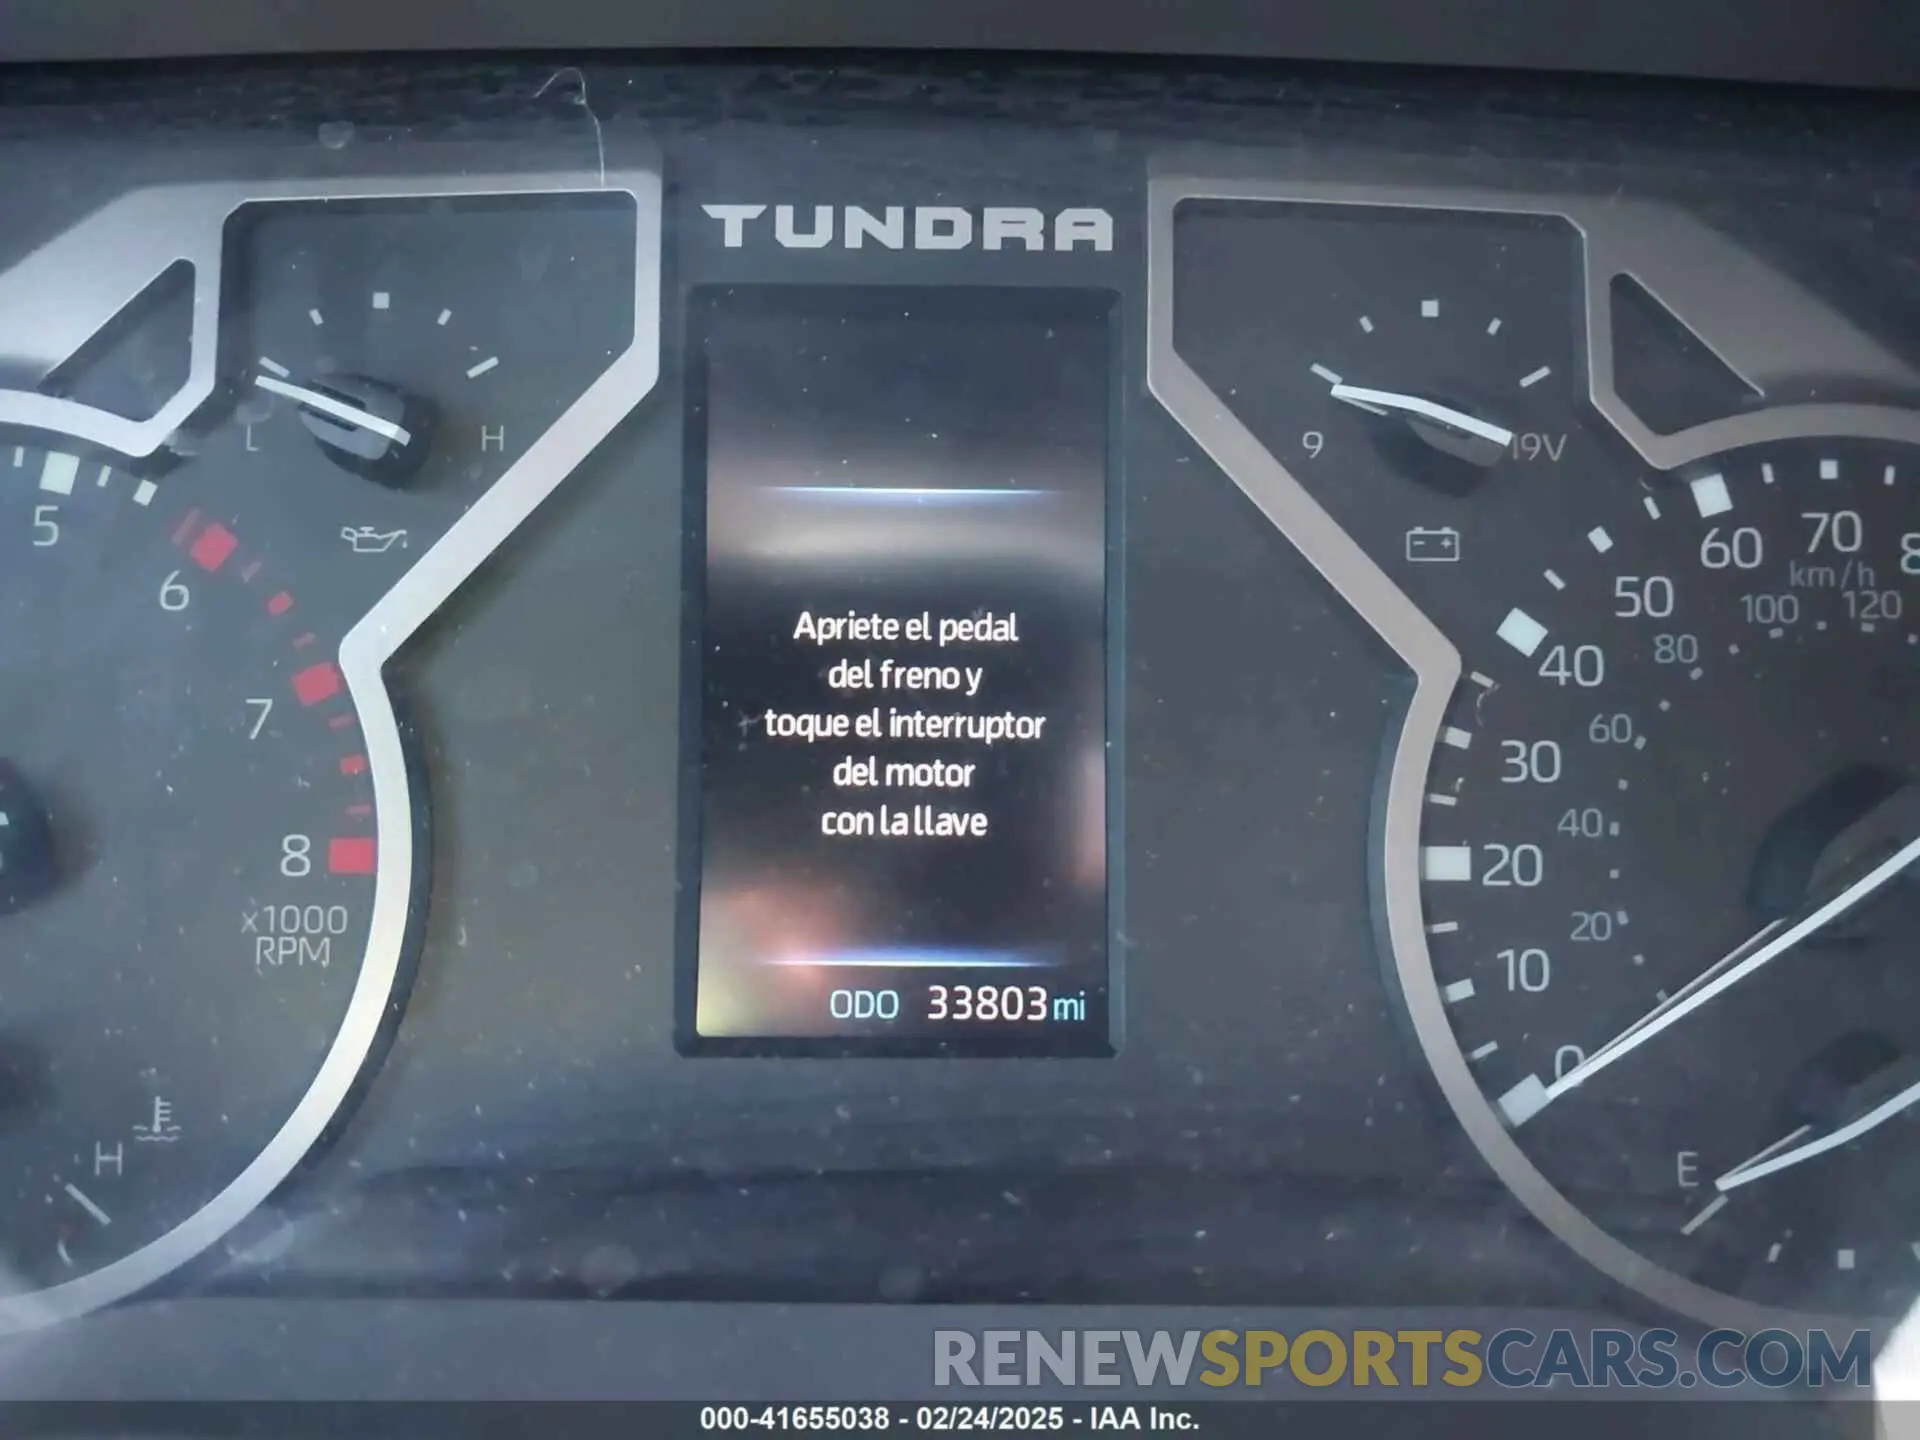 TUNDRA
L
H
9
19V
5
6
7
8
x1000
RPM
H
Apriete el pedal
del freno y
toque el interruptor
del motor
con la llave
ODO 33803 mi
0
10
20
30
40
50
60
70
km/h
20
40
60
80
100
120
E
RENEWSPORTSCARS.COM
000-41655038 - 02/24/2025 - IAA Inc.